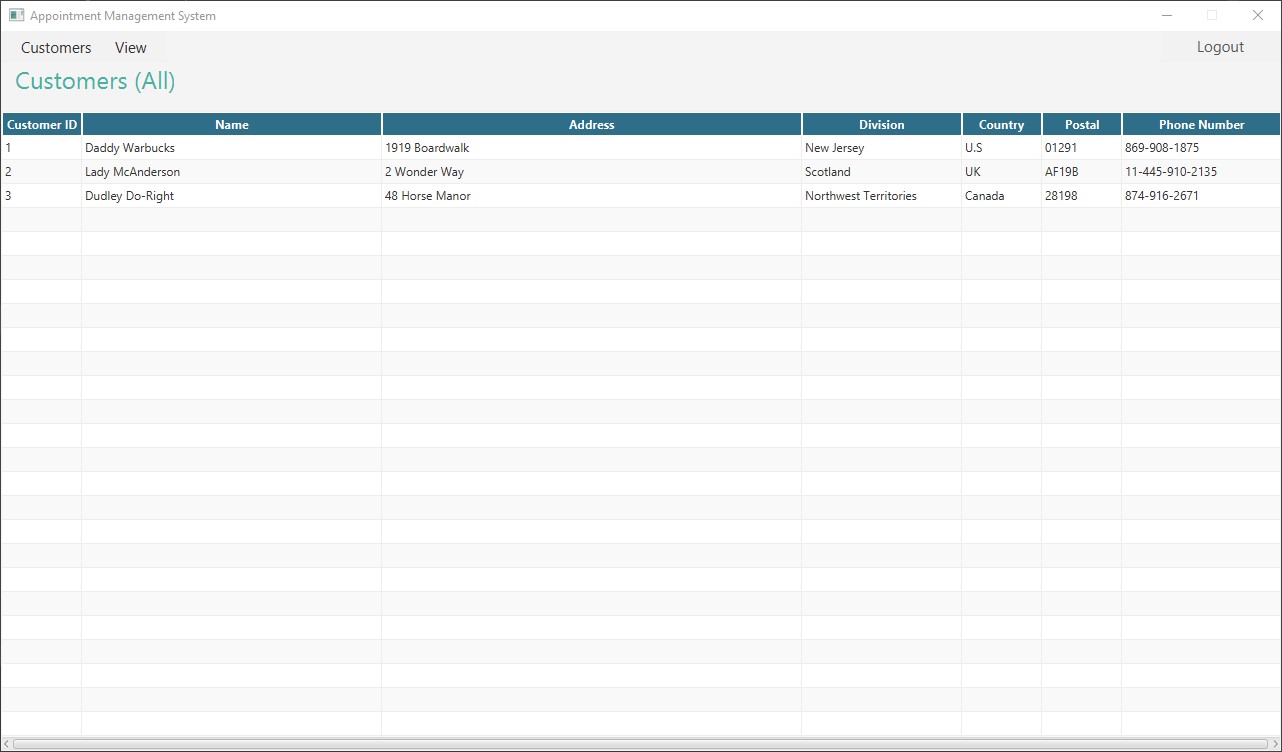 Appointment Management System
Customers View Logout
Customers (All)
Customer ID Name Address Division Country Postal Phone Number
1 Daddy Warbucks 1919 Boardwalk New Jersey U.S 01291 869-908-1875
2 Lady McAnderson 2 Wonder Way Scotland UK AF19B 11-445-910-2135
3 Dudley Do-Right 48 Horse Manor Northwest Territories Canada 28198 874-916-2671